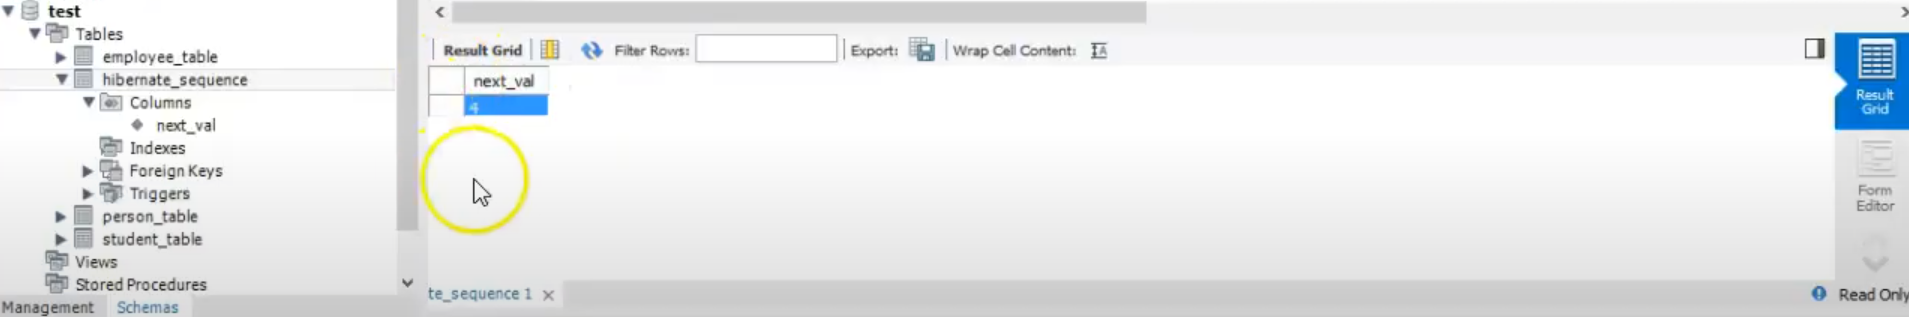 test
Tables
employee_table
hibernate_sequence
Columns
next_val
Indexes
Foreign Keys
Triggers
person_table
student_table
Views
Stored Procedures
Management Schemas
Result Grid Filter Rows: Export: Wrap Cell Content:
next_val
4
te_sequence 1
Result
Grid
Form
Editor
Read Only